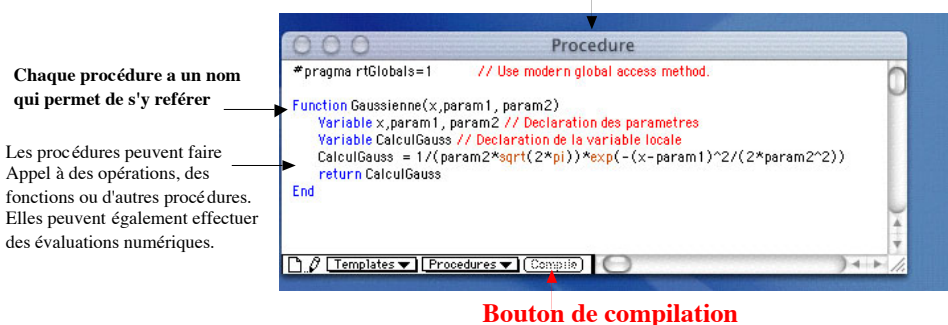 Procedure
#pragma rtGlobals=1 // Use modern global access method.
Chaque procédure a un nom
qui permet de s'y référer
Function Gaussienne(x,param1, param2)
Variable x,param1, param2 // Declaration des parametres
Variable CalculGauss // Declaration de la variable locale
CalculGauss = 1/(param2*sqrt(2*pi))*exp(-(x-param1)^2/(2*param2^2))
return CalculGauss
End
Les procédures peuvent faire
Appel à des opérations, des
fonctions ou d'autres procédures.
Elles peuvent également effectuer
des évaluations numériques.
Templates Procedures Compile
Bouton de compilation